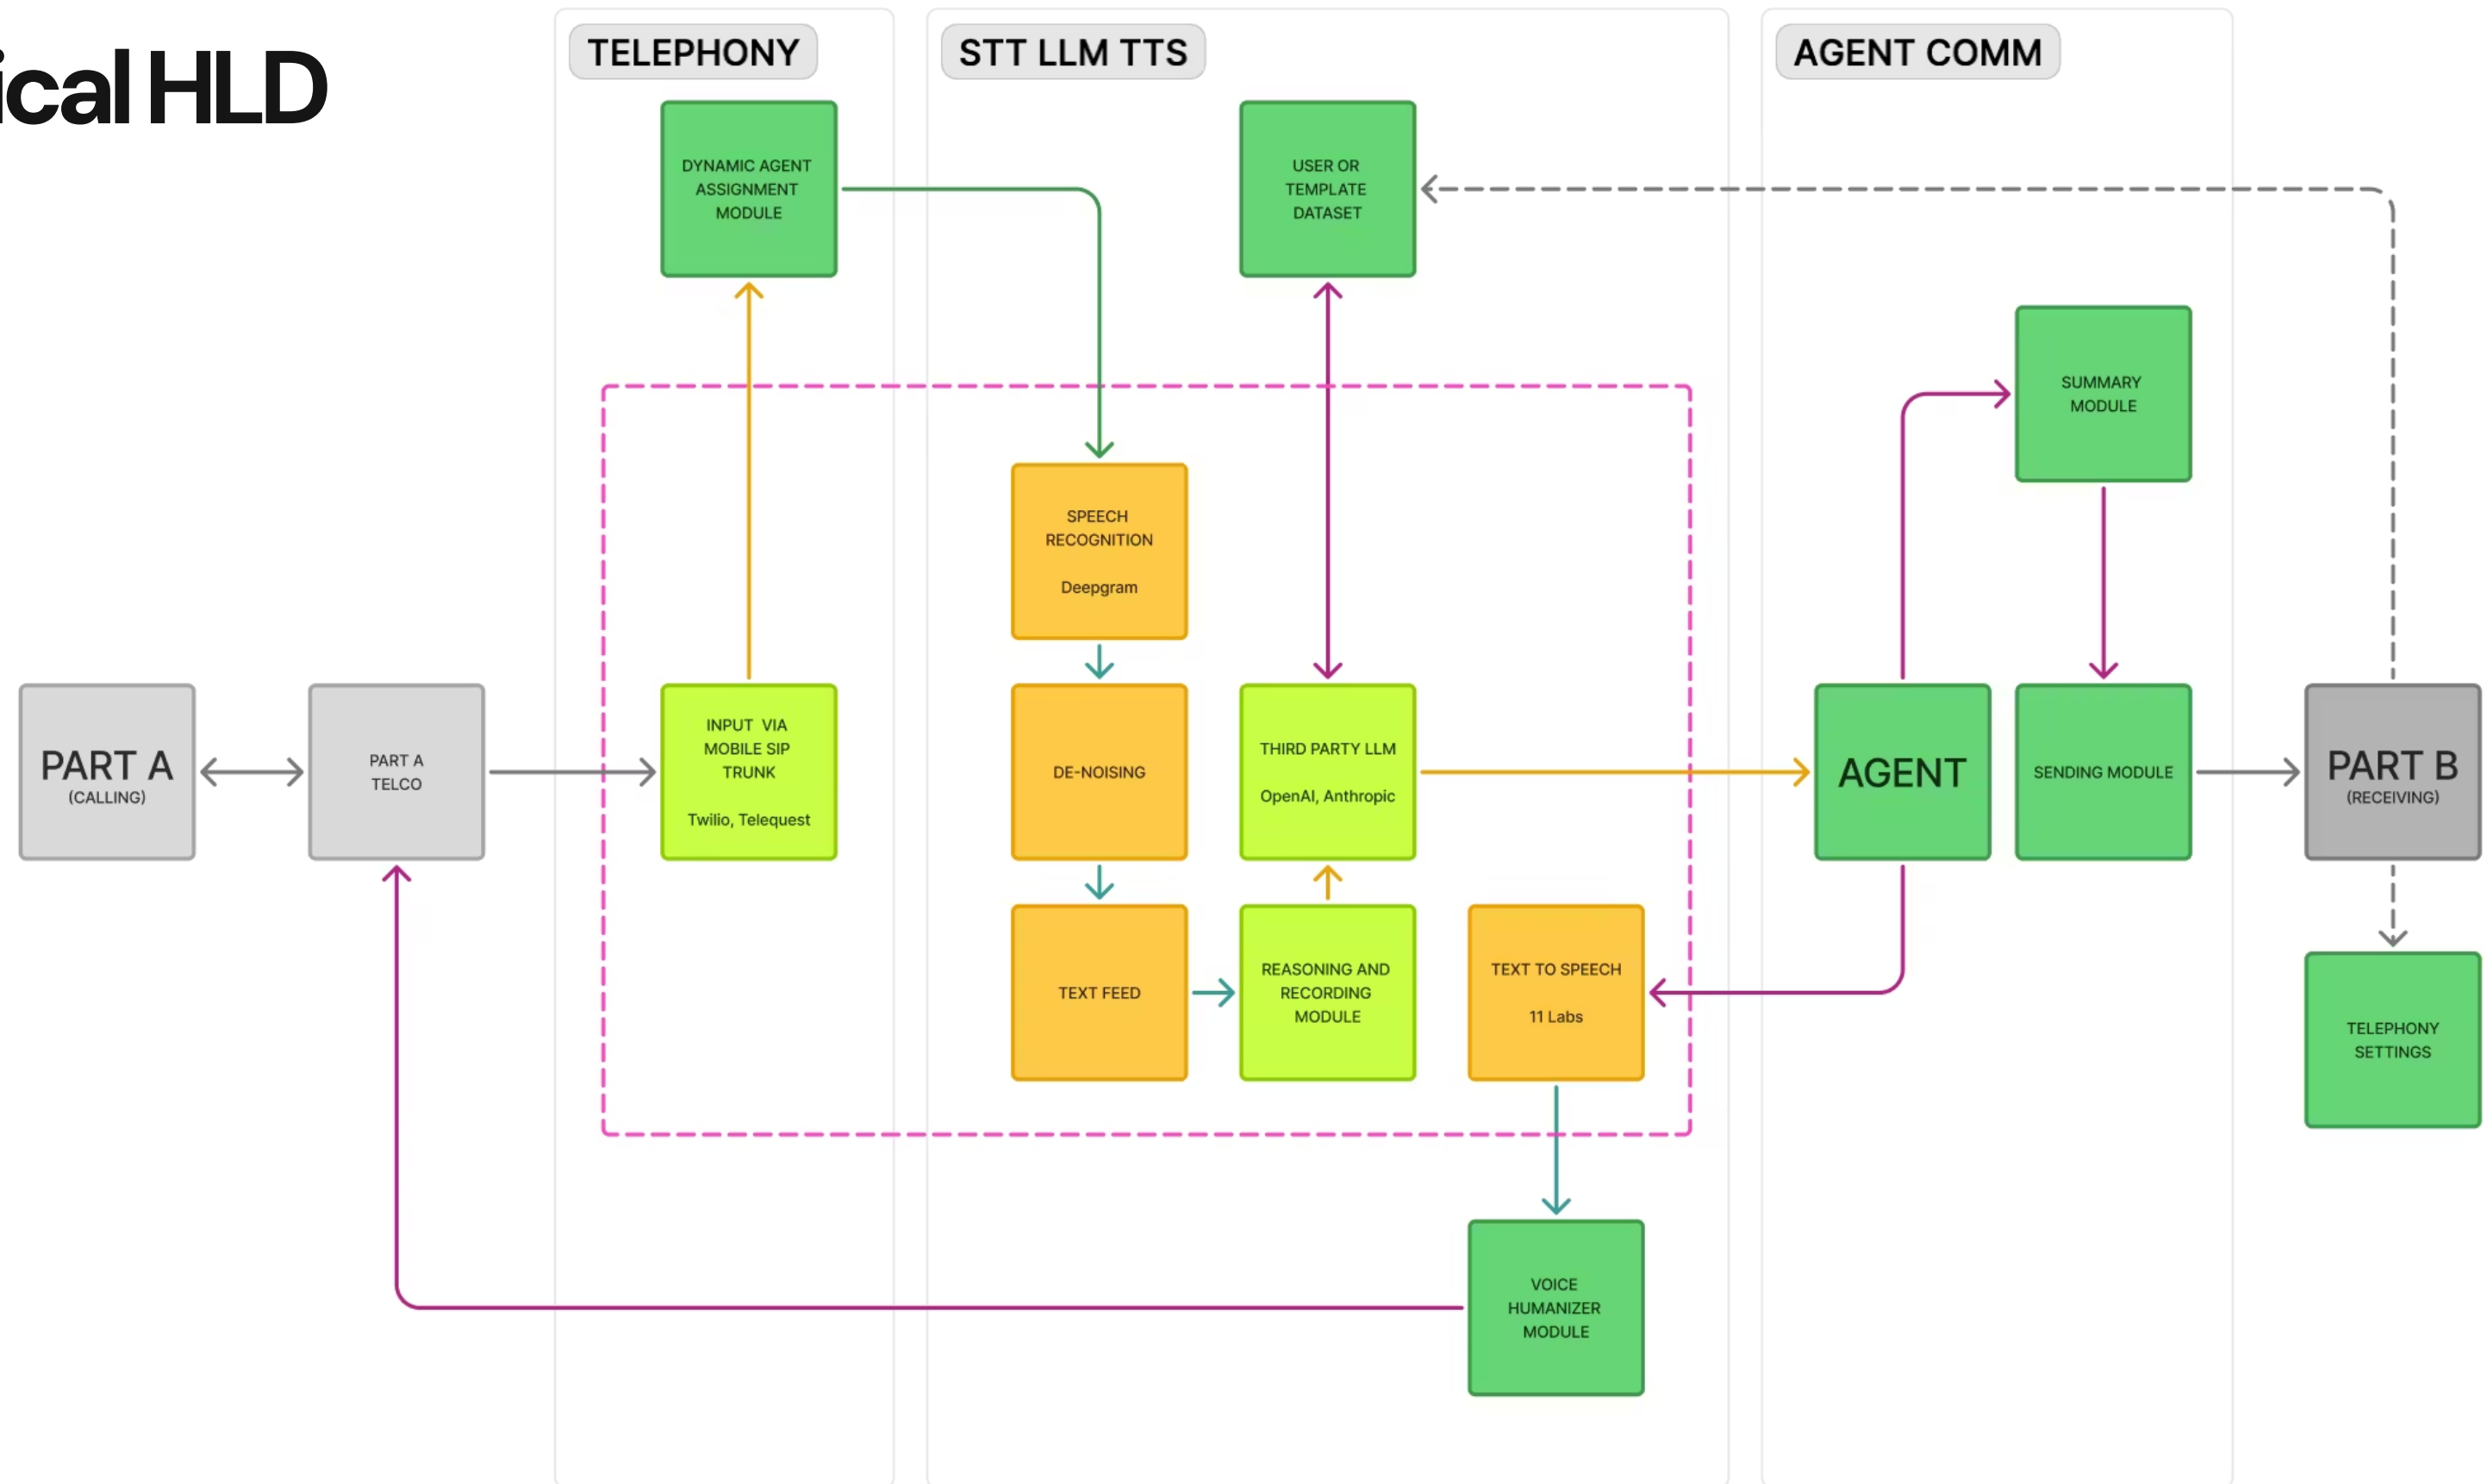 ical HLD
TELEPHONY
STT LLM TTS
AGENT COMM
DYNAMIC AGENT
ASSIGNMENT
MODULE
USER OR
TEMPLATE
DATASET
SUMMARY
MODULE
SPEECH
RECOGNITION
Deepgram
PART A
(CALLING)
PART A
TELCO
INPUT VIA
MOBILE SIP
TRUNK
Twilio, Telequest
DE-NOISING
THIRD PARTY LLM
OpenAI, Anthropic
AGENT
SENDING MODULE
PART B
(RECEIVING)
TEXT FEED
REASONING AND
RECORDING
MODULE
TEXT TO SPEECH
11 Labs
TELEPHONY
SETTINGS
VOICE
HUMANIZER
MODULE